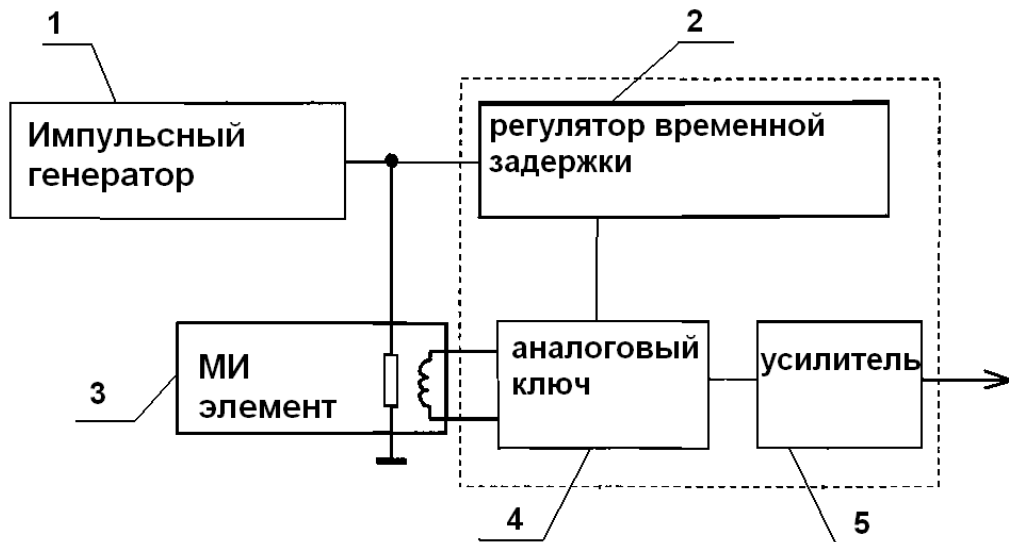 1
2
Импульсный
генератор
регулятор временной
задержки
МИ
элемент
аналоговый
ключ
усилитель
3
4
5